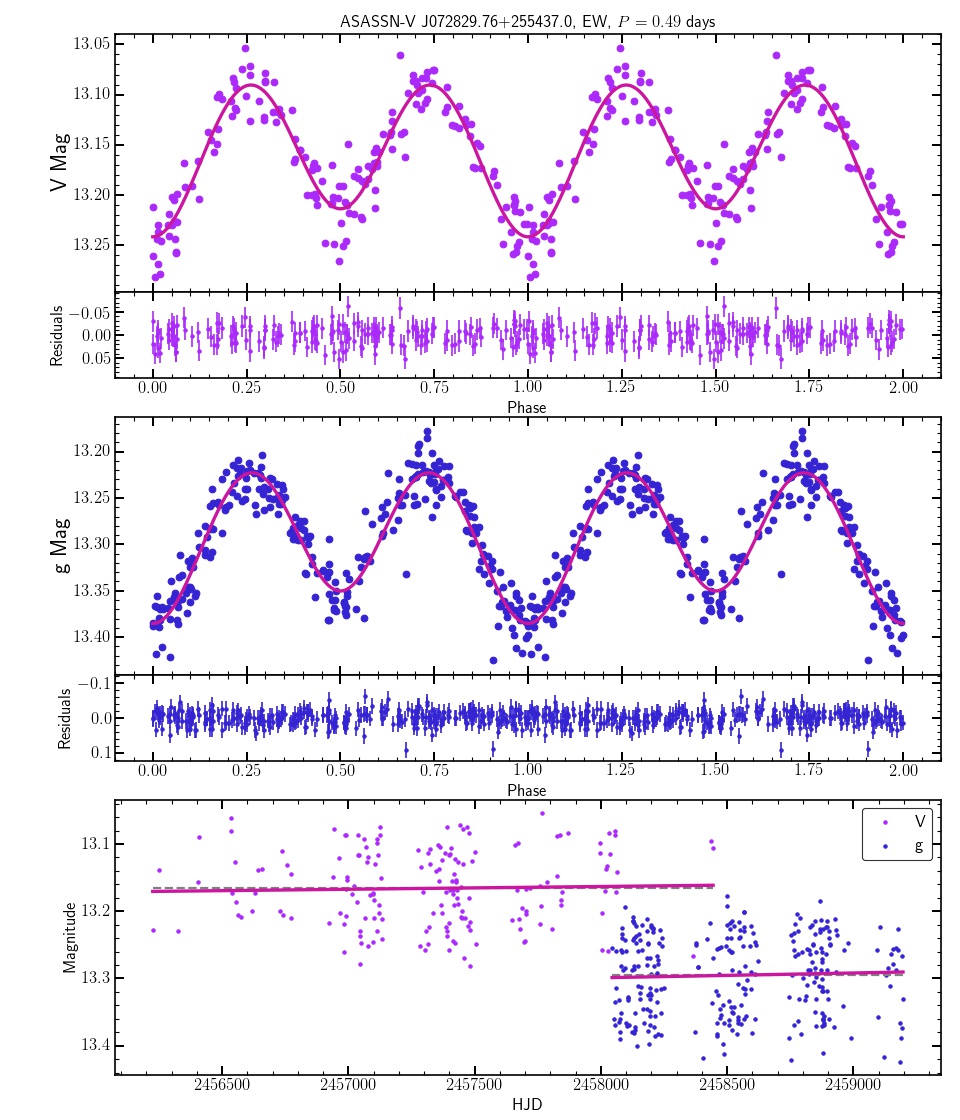 ASASSN-V J072829.76+255437.0, EW, P = 0.49 days
13.05
13.10
13.15
13.20
13.25
V Mag
−0.05
0.00
0.05
Residuals
0.00 0.25 0.50 0.75 1.00 1.25 1.50 1.75 2.00
Phase
13.20
13.25
13.30
13.35
13.40
g Mag
−0.1
0.0
0.1
Residuals
0.00 0.25 0.50 0.75 1.00 1.25 1.50 1.75 2.00
Phase
V
g
13.1
13.2
13.3
13.4
Magnitude
2456500 2457000 2457500 2458000 2458500 2459000
HJD